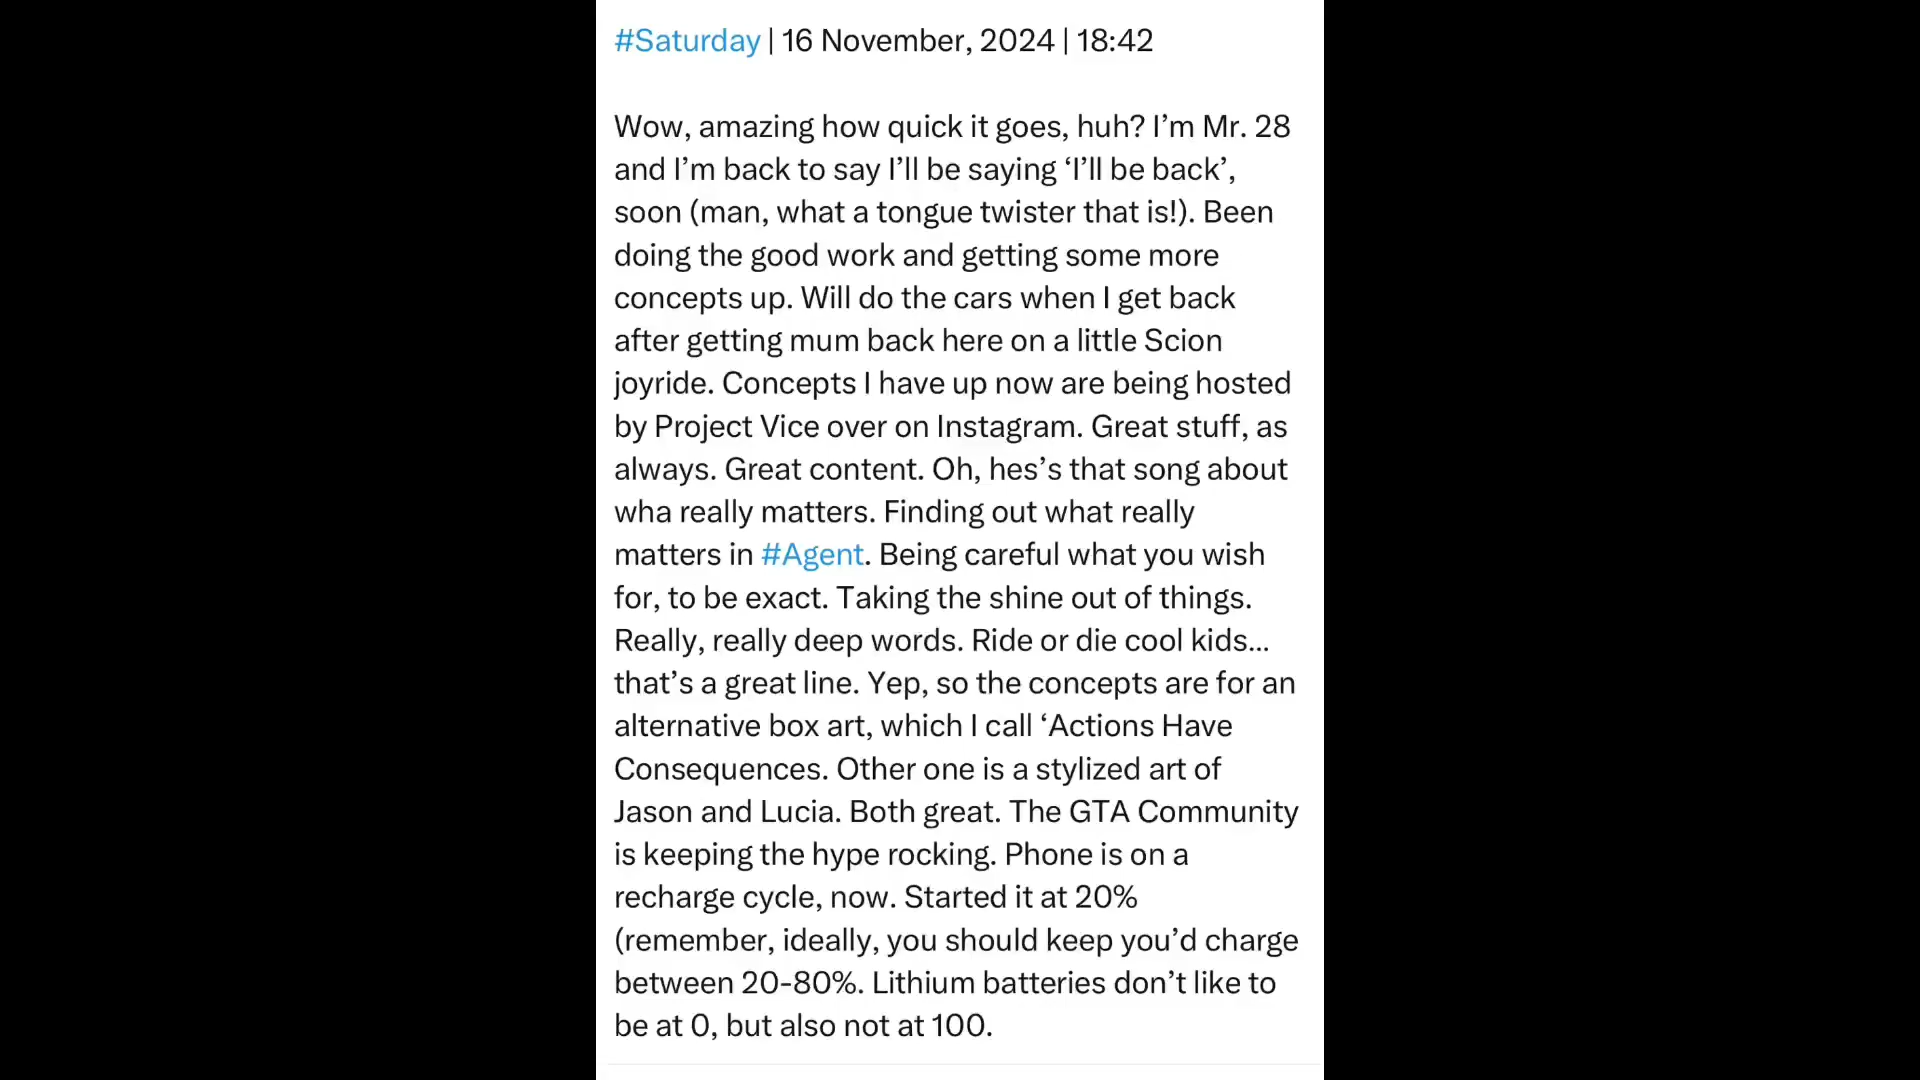 #Saturday | 16 November, 2024 | 18:42
Wow, amazing how quick it goes, huh? I’m Mr. 28
and I’m back to say I’ll be saying ‘I’ll be back’,
soon (man, what a tongue twister that is!). Been
doing the good work and getting some more
concepts up. Will do the cars when I get back
after getting mum back here on a little Scion
joyride. Concepts I have up now are being hosted
by Project Vice over on Instagram. Great stuff, as
always. Great content. Oh, hes’s that song about
wha really matters. Finding out what really
matters in #Agent. Being careful what you wish
for, to be exact. Taking the shine out of things.
Really, really deep words. Ride or die cool kids...
that’s a great line. Yep, so the concepts are for an
alternative box art, which I call ‘Actions Have
Consequences. Other one is a stylized art of
Jason and Lucia. Both great. The GTA Community
is keeping the hype rocking. Phone is on a
recharge cycle, now. Started it at 20%
(remember, ideally, you should keep you’d charge
between 20-80%. Lithium batteries don’t like to
be at 0, but also not at 100.